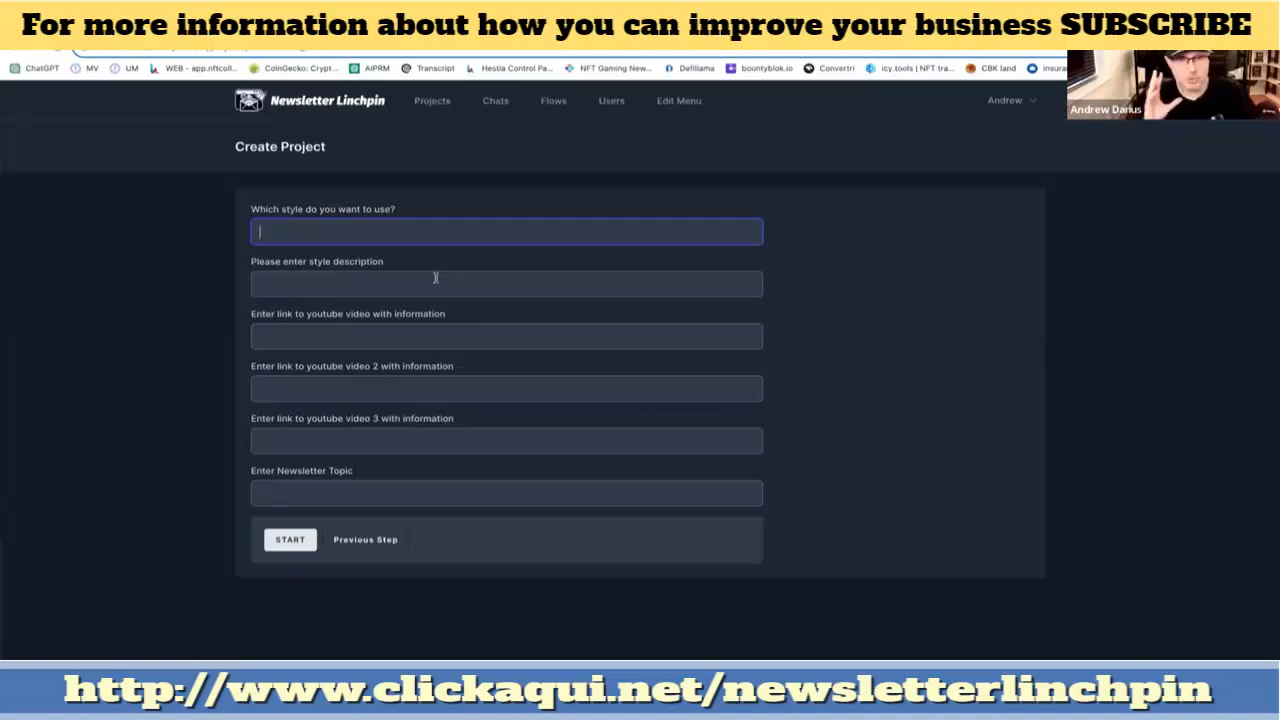 For more information about how you can improve your business SUBSCRIBE
ChatGPT MV UM WEB - app.nftcoll... CoinGecko: Crypt... AIPRM Transcript Hestia Control Pa... NFT Gaming New... Defillama bountyblok.io Convertri icy.tools | NFT tra... CBK land insura
Newsletter Linchpin Projects Chats Flows Users Edit Menu Andrew
Andrew Darius
Create Project
Which style do you want to use?
Please enter style description
Enter link to youtube video with information
Enter link to youtube video 2 with information
Enter link to youtube video 3 with information
Enter Newsletter Topic
START Previous Step
http://www.clickaqui.net/newsletterlinchpin